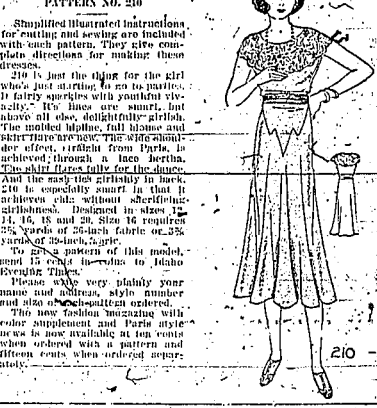 PATTERN NO. 210
Simplified illustrated instructions
for cutting and sewing are included
with each pattern. They give com-
plete directions for making these
dresses.
210 is just the thing for the girl
who's just starting to go to parties.
It fairly sparkles with youthful viv-
acity. It's lines are smart, but
above all else, delightfully girlish.
The molded hipline, full blouse and
skirt flare are new. The wide shoul-
der effect, straight from Paris, is
achieved through a lace bertha.
The skirt flares fully for the dance.
And the sash ties girlishly in back.
210 is especially smart in that it
achieves chic without sacrificing
girlishness. Designed in sizes
14, 16, 18 and 20. Size 16 requires
yards of 36-inch fabric or
yards of 39-inch fabric.
To get a pattern of this model,
send 15 cents in coins to Idaho
Evening Times.
Please write very plainly your
name and address, style number
and size of each pattern ordered.
The new fashion magazine with
color supplement and Paris style
news is now available at ten cents
when ordered with a pattern and
fifteen cents when ordered separ-
ately.
210